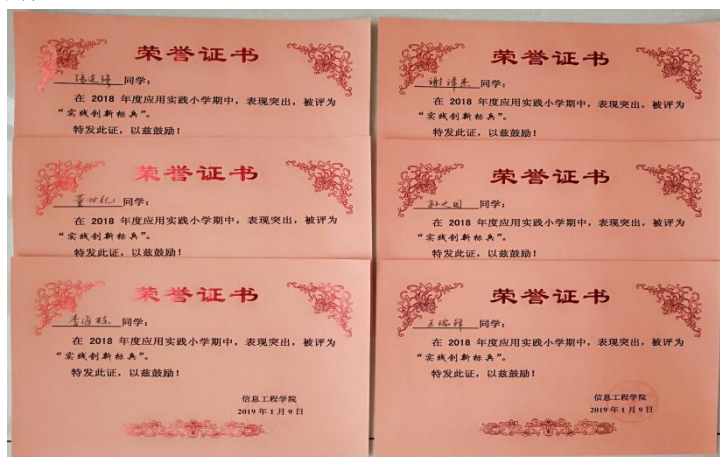 荣誉证书
同学：
在 2018 年度应用实践小学期中，表现突出，被评为
“实践创新标兵”。
特发此证，以兹鼓励！
荣誉证书
同学：
在 2018 年度应用实践小学期中，表现突出，被评为
“实践创新标兵”。
特发此证，以兹鼓励！
荣誉证书
董世礼 同学：
在 2018 年度应用实践小学期中，表现突出，被评为
“实践创新标兵”。
特发此证，以兹鼓励！
荣誉证书
同学：
在 2018 年度应用实践小学期中，表现突出，被评为
“实践创新标兵”。
特发此证，以兹鼓励！
荣誉证书
同学：
在 2018 年度应用实践小学期中，表现突出，被评为
“实践创新标兵”。
特发此证，以兹鼓励！
信息工程学院
2019 年 1 月 9 日
荣誉证书
同学：
在 2018 年度应用实践小学期中，表现突出，被评为
“实践创新标兵”。
特发此证，以兹鼓励！
信息工程学院
2019 年 1 月 9 日